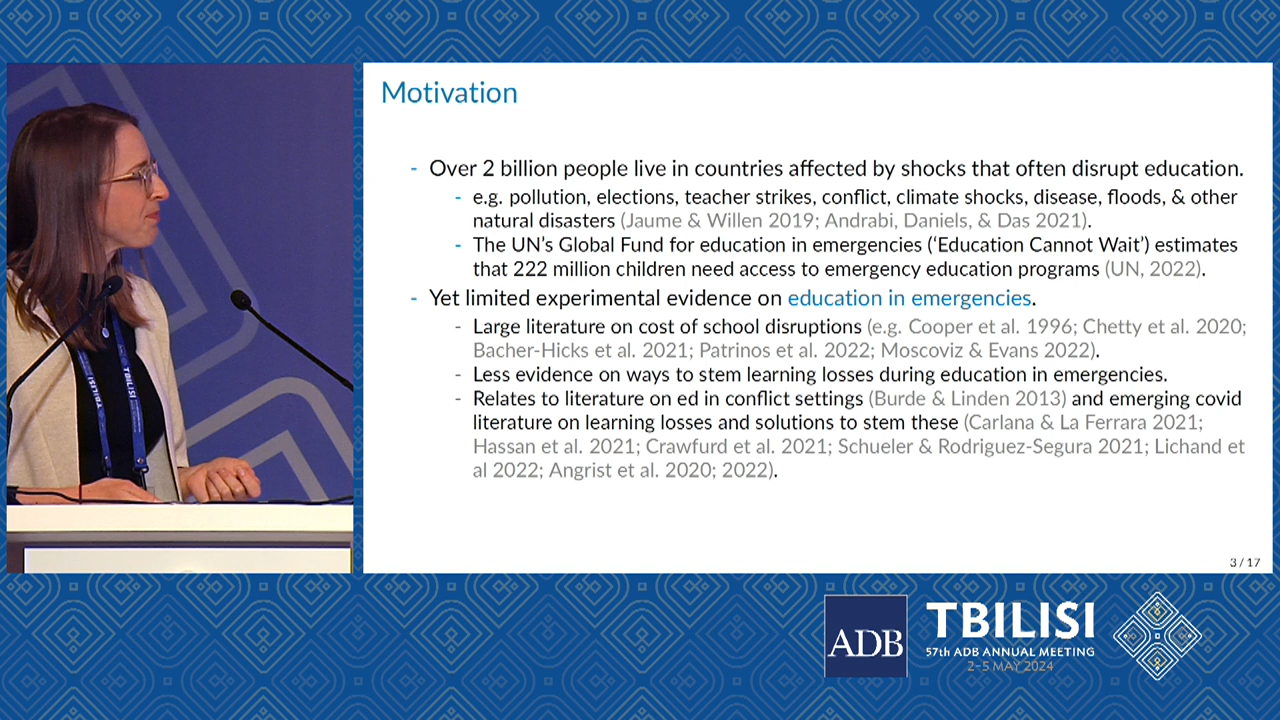 Motivation
- Over 2 billion people live in countries affected by shocks that often disrupt education.
- e.g. pollution, elections, teacher strikes, conflict, climate shocks, disease, floods, & other
natural disasters (Jaume & Willen 2019; Andrabi, Daniels, & Das 2021).
- The UN's Global Fund for education in emergencies ('Education Cannot Wait') estimates
that 222 million children need access to emergency education programs (UN, 2022).
- Yet limited experimental evidence on education in emergencies.
- Large literature on cost of school disruptions (e.g. Cooper et al. 1996; Chetty et al. 2020;
Bacher-Hicks et al. 2021; Patrinos et al. 2022; Moscoviz & Evans 2022).
- Less evidence on ways to stem learning losses during education in emergencies.
- Relates to literature on ed in conflict settings (Burde & Linden 2013) and emerging covid
literature on learning losses and solutions to stem these (Carlana & La Ferrara 2021;
Hassan et al. 2021; Crawfurd et al. 2021; Schueler & Rodriguez-Segura 2021; Lichand et
al 2022; Angrist et al. 2020; 2022).
3 / 17
TBILISI
TBILISI
ADB
TBILISI
57th ADB ANNUAL MEETING
2–5 MAY 2024